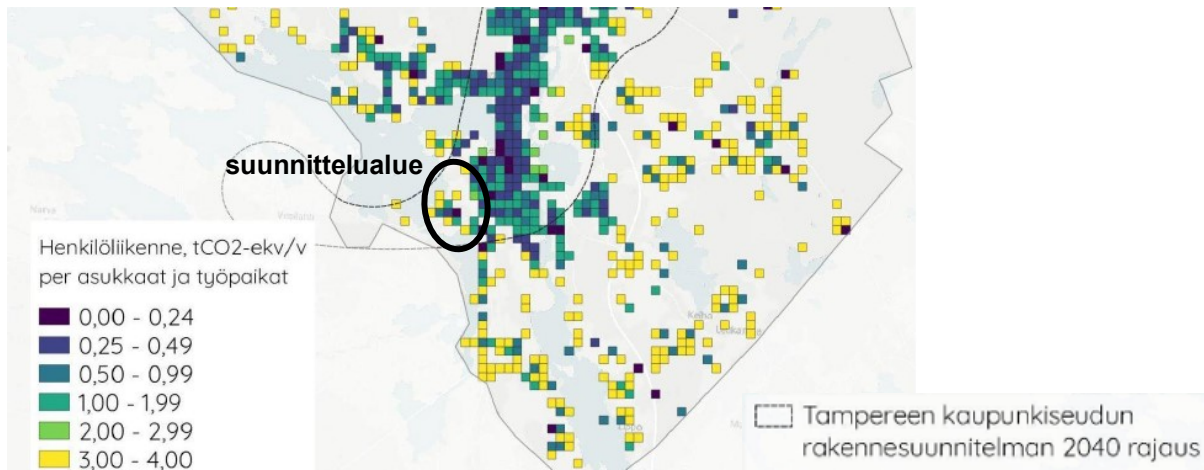 suunnittelualue
Henkilöliikenne, tCO2-ekv/v
per asukkaat ja työpaikat
0,00 - 0,24
0,25 - 0,49
0,50 - 0,99
1,00 - 1,99
2,00 - 2,99
3,00 - 4,00
Tampereen kaupunkiseudun
rakennesuunnitelman 2040 rajaus